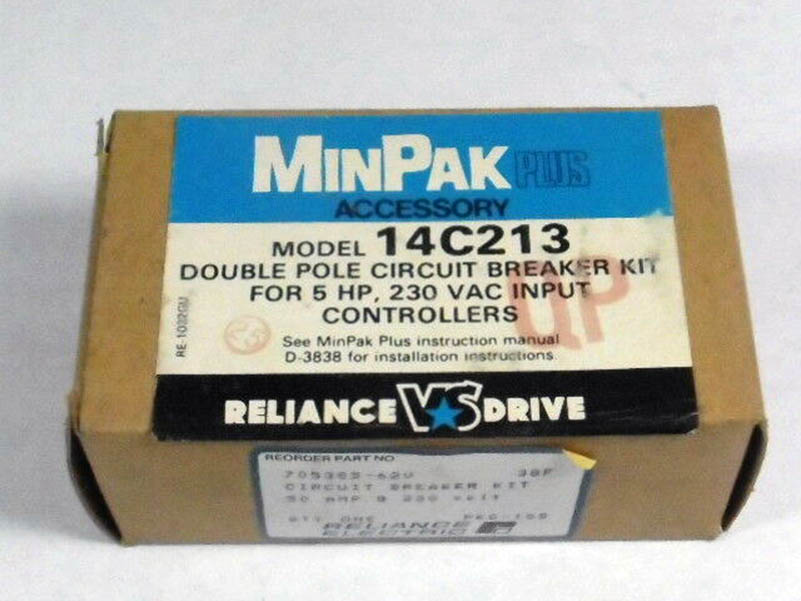 MINPAK PLUS
ACCESSORY
MODEL 14C213
DOUBLE POLE CIRCUIT BREAKER KIT
FOR 5 HP, 230 VAC INPUT
CONTROLLERS
See MinPak Plus instruction manual
D-3838 for installation instructions.
QP
25
RELIANCE VS DRIVE
REORDER PART NO
CIRCUIT BREAKER KIT
QTY ONE
RELIANCE
ELECTRIC